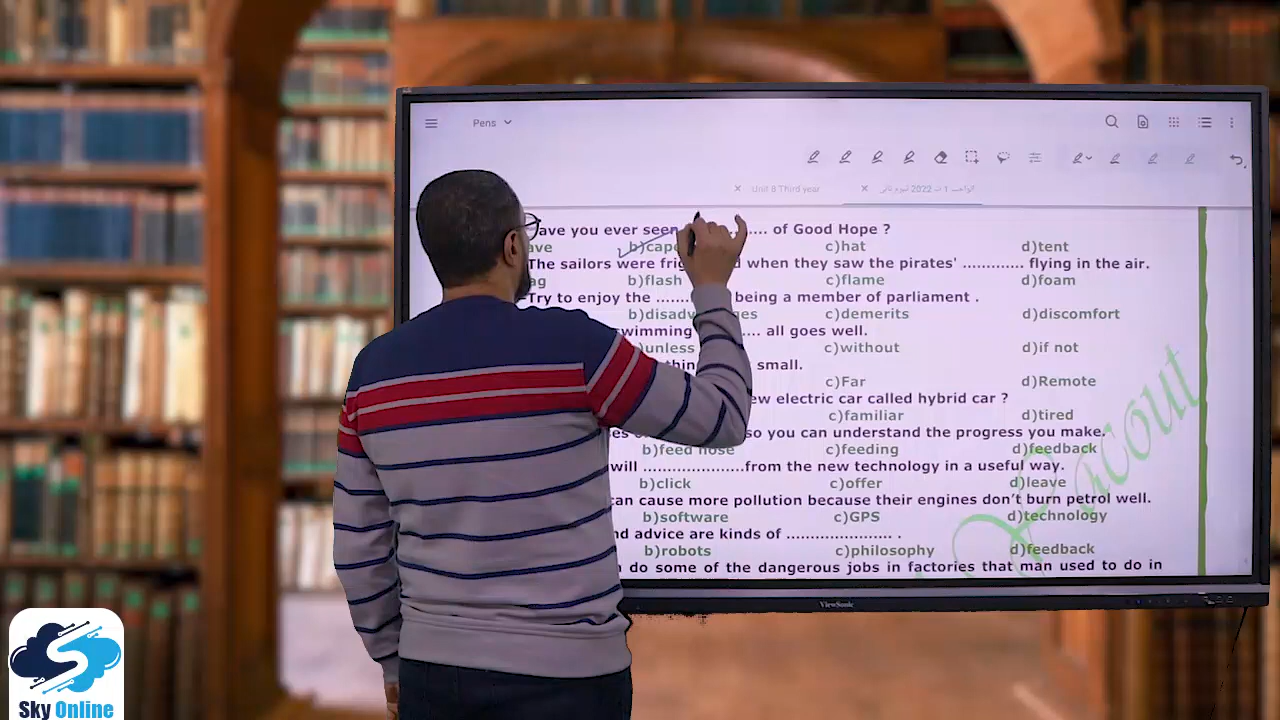 Pens
Unit 8 Third year
ave you ever seen .... of Good Hope ?
ave b)cape c)hat d)tent
The sailors were frig d when they saw the pirates' ............ flying in the air.
ag b)flash c)flame d)foam
-Try to enjoy the ....... being a member of parliament .
b)disadv ges c)demerits d)discomfort
swimming .... all goes well.
)unless c)without d)if not
thin small.
c)Far d)Remote
ew electric car called hybrid car ?
c)familiar d)tired
so you can understand the progress you make.
b)feed hose c)feeding d)feedback
will .....................from the new technology in a useful way.
b)click c)offer d)leave
can cause more pollution because their engines don't burn petrol well.
b)software c)GPS d)technology
nd advice are kinds of ...................... .
b)robots c)philosophy d)feedback
do some of the dangerous jobs in factories that man used to do in
ViewSonic
Sky Online